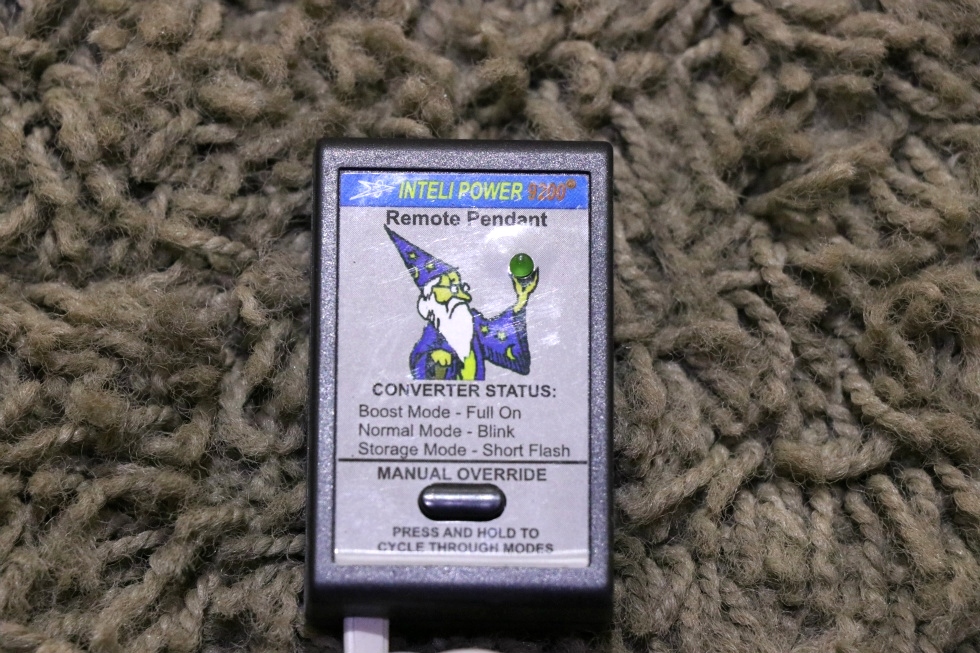 INTELI POWER 9200
Remote Pendant
CONVERTER STATUS:
Boost Mode - Full On
Normal Mode - Blink
Storage Mode - Short Flash
MANUAL OVERRIDE
PRESS AND HOLD TO
CYCLE THROUGH MODES